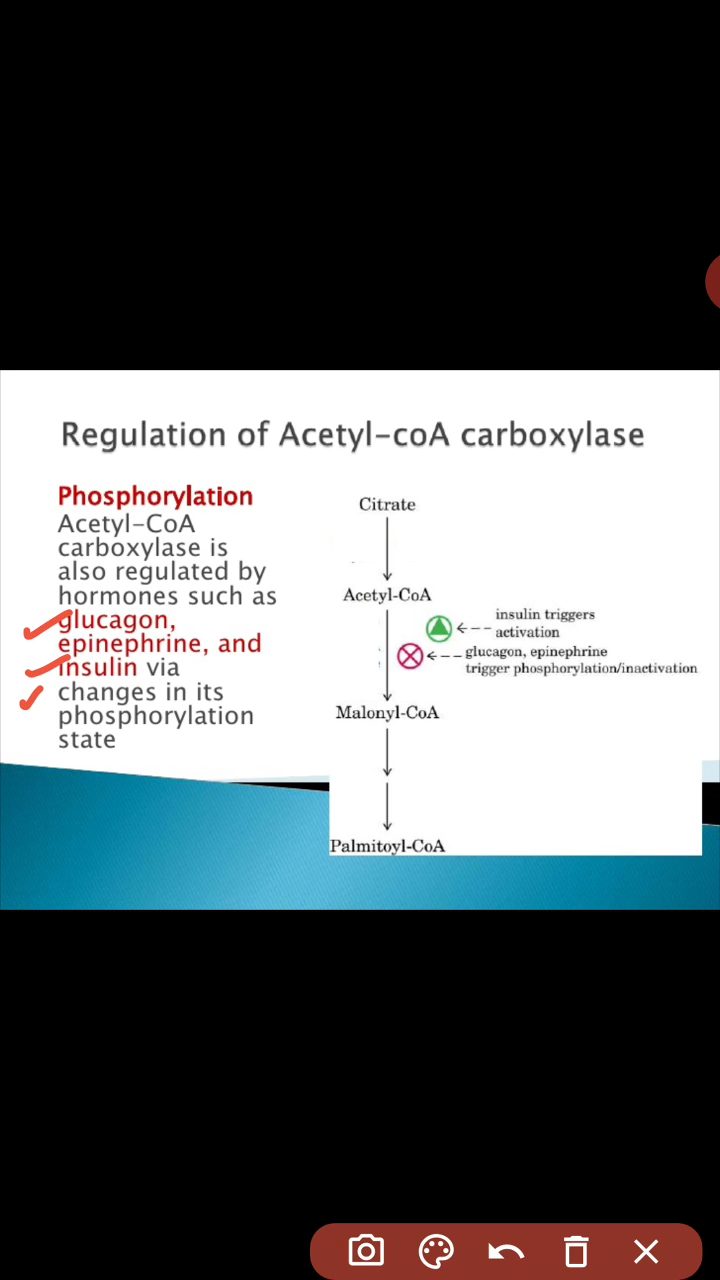 Regulation of Acetyl-coA carboxylase
Phosphorylation
Acetyl-CoA
carboxylase is
also regulated by
hormones such as
glucagon,
epinephrine, and
insulin via
changes in its
phosphorylation
state
Citrate
Acetyl-CoA
insulin triggers
activation
glucagon, epinephrine
trigger phosphorylation/inactivation
Malonyl-CoA
Palmitoyl-CoA